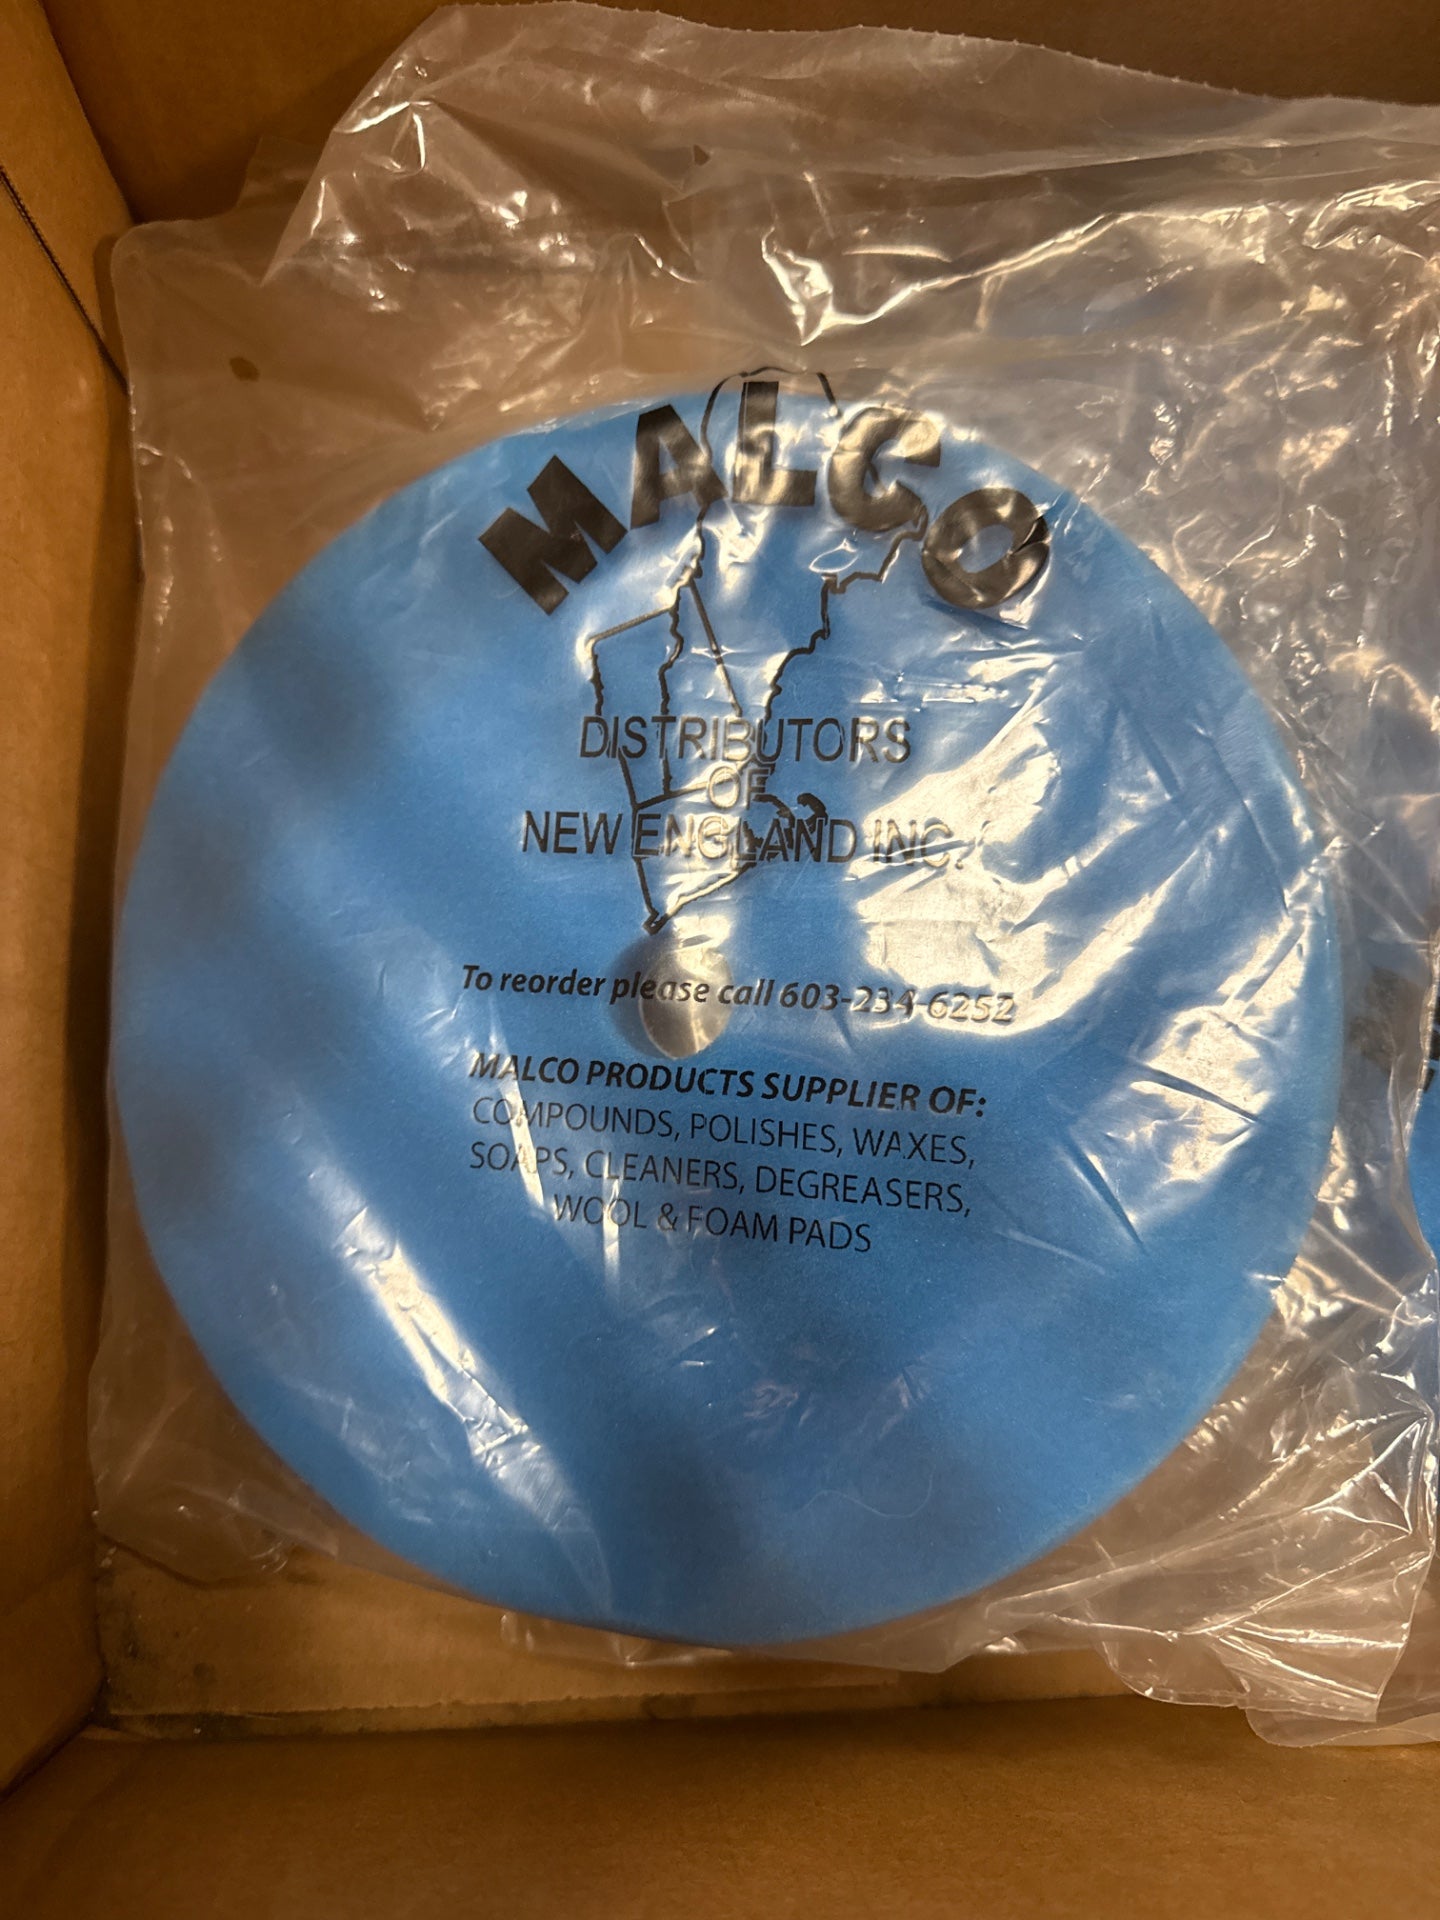 MALCO
DISTRIBUTORS
OF
NEW ENGLAND INC.
To reorder please call 603-234-6252
MALCO PRODUCTS SUPPLIER OF:
COMPOUNDS, POLISHES, WAXES,
SOAPS, CLEANERS, DEGREASERS,
WOOL & FOAM PADS